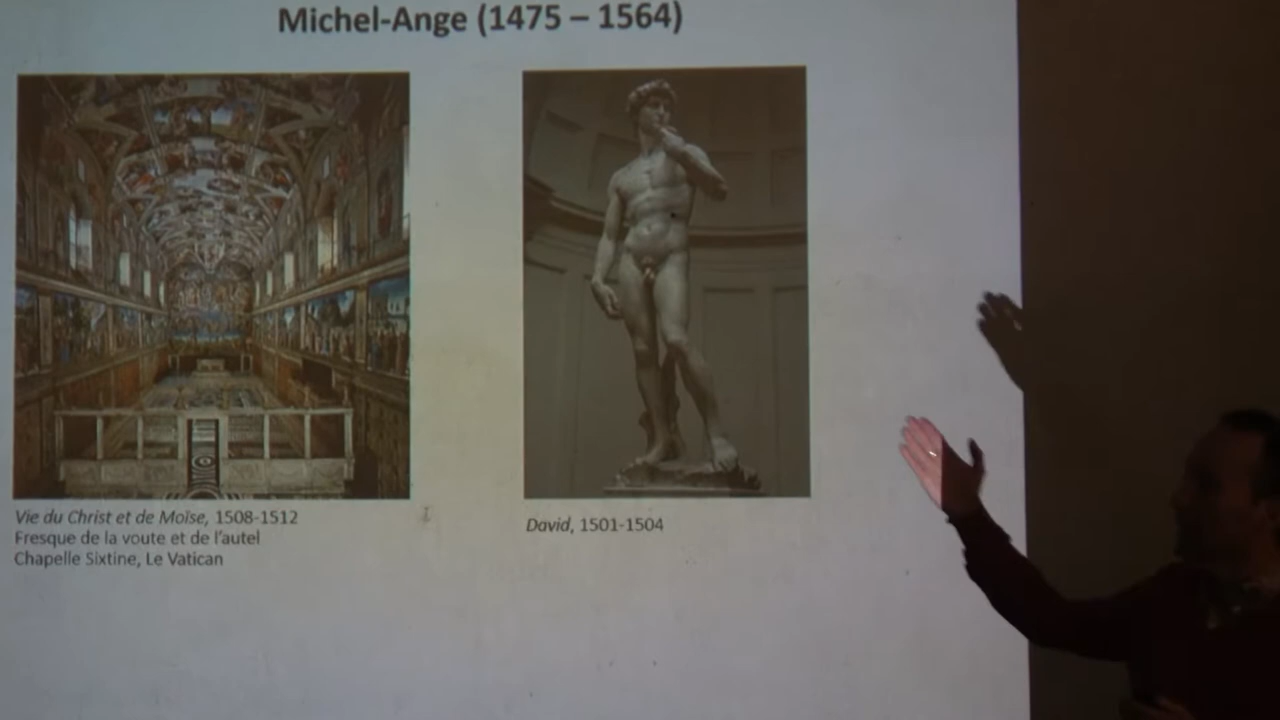 Michel-Ange (1475 – 1564)
Vie du Christ et de Moïse, 1508-1512
Fresque de la voute et de l'autel
Chapelle Sixtine, Le Vatican
David, 1501-1504